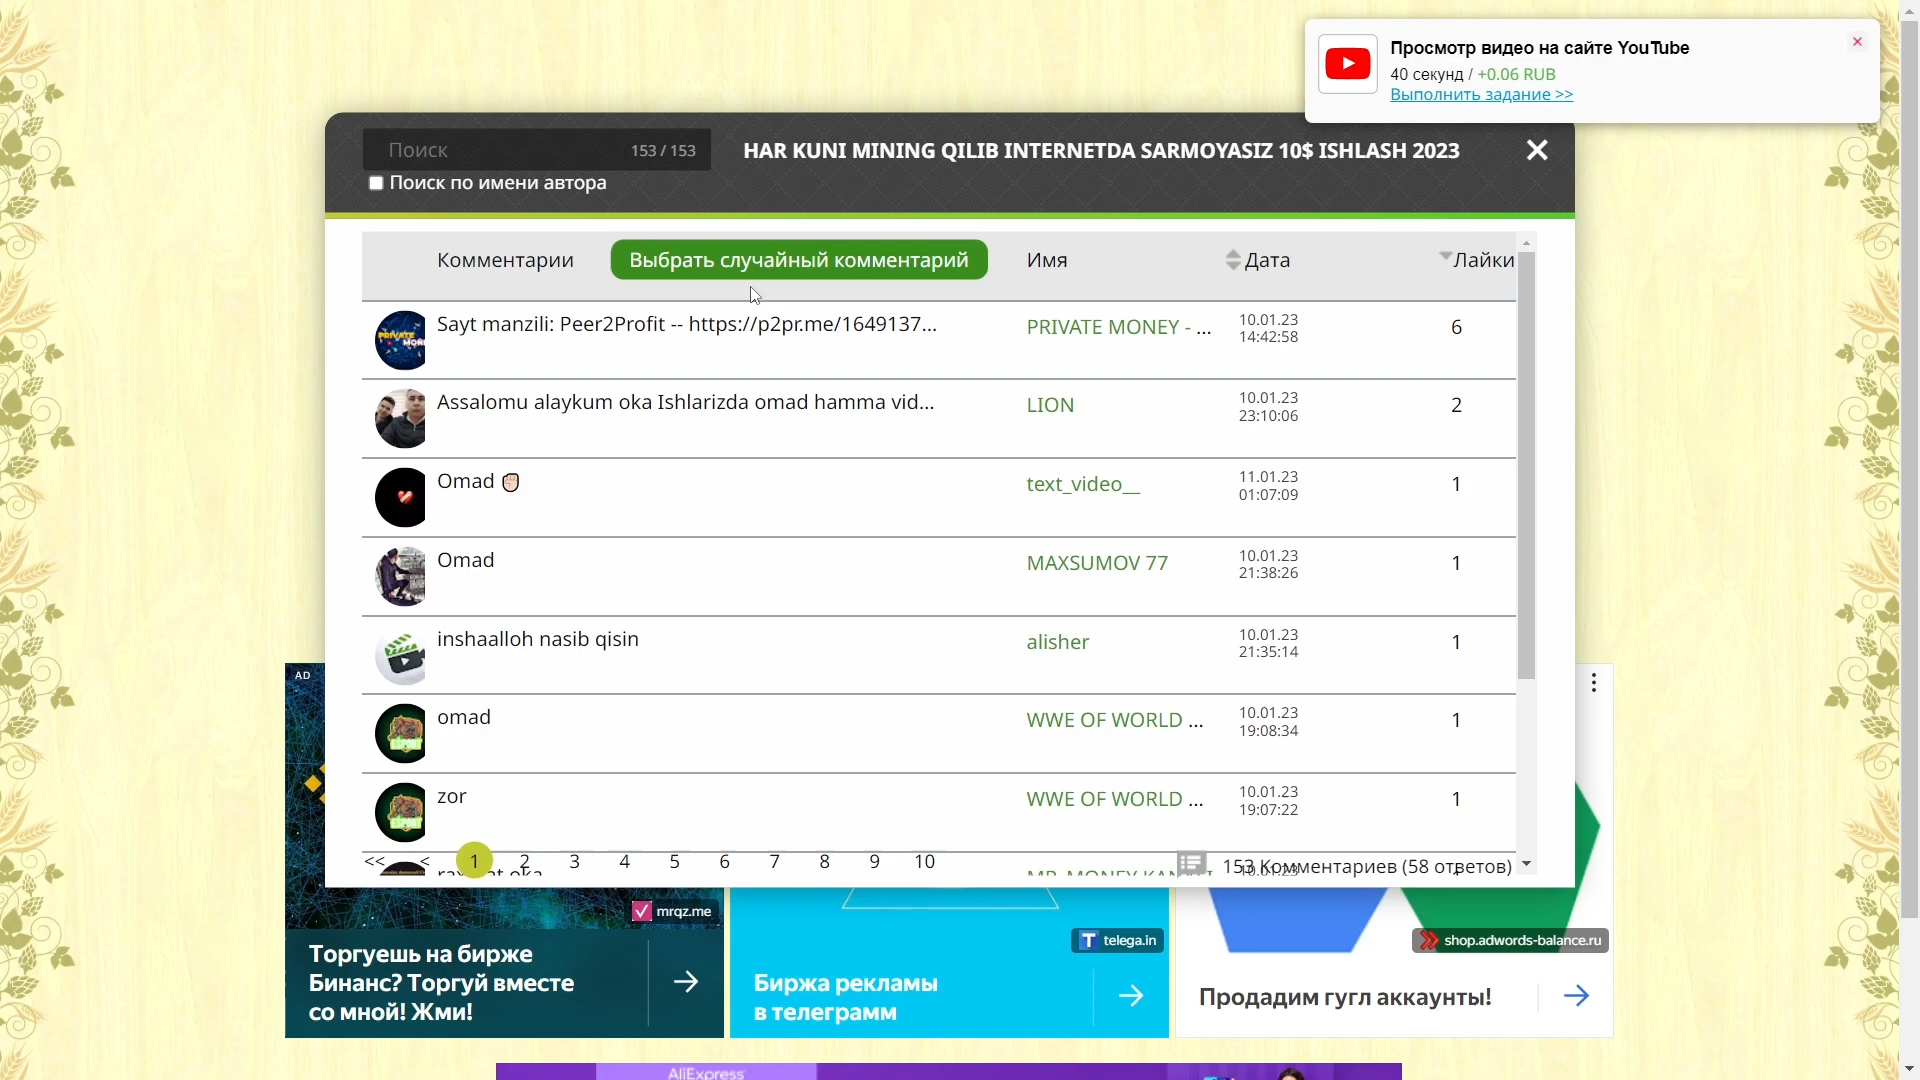 Просмотр видео на сайте YouTube
40 секунд / +0.06 RUB
Выполнить задание >>
Поиск
153 / 153
HAR KUNI MINING QILIB INTERNETDA SARMOYASIZ 10$ ISHLASH 2023
Поиск по имени автора
Комментарии Выбрать случайный комментарий Имя Дата Лайки
Sayt manzili: Peer2Profit -- https://p2pr.me/1649137... PRIVATE MONEY - ... 10.01.23 6
14:42:58
Assalomu alaykum oka Ishlarizda omad hamma vid... LION 10.01.23 2
23:10:06
Omad ✊🏻 text_video__ 11.01.23 1
01:07:09
Omad MAXSUMOV 77 10.01.23 1
21:38:26
inshaalloh nasib qisin alisher 10.01.23 1
21:35:14
AD
omad WWE OF WORLD ... 10.01.23 1
19:08:34
zor WWE OF WORLD ... 10.01.23 1
19:07:22
<< < 1 2 3 4 5 6 7 8 9 10
153 Комментариев (58 ответов)
mrqz.me
Торгуешь на бирже
Бинанс? Торгуй вместе
со мной! Жми!
telega.in
Биржа рекламы
в телеграмм
shop.adwords-balance.ru
Продадим гугл аккаунты!
AliExpress